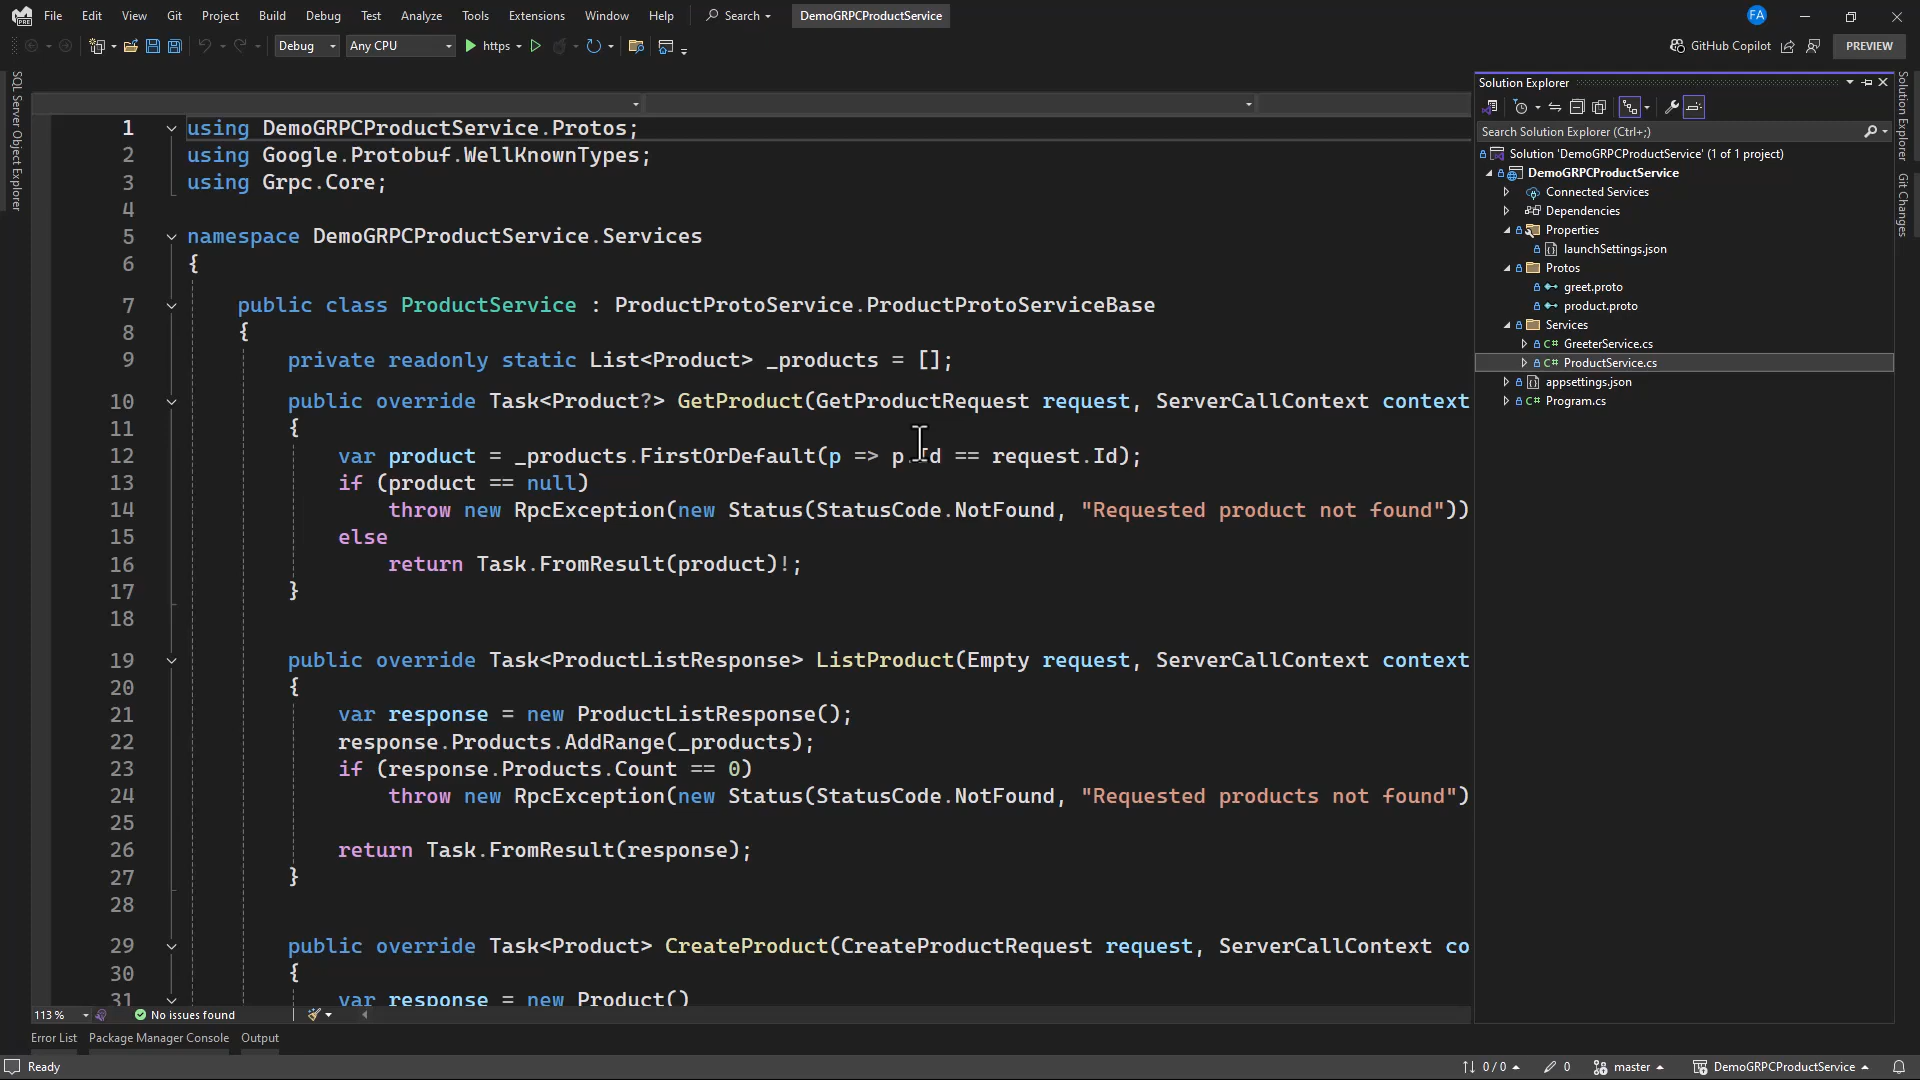 File Edit View Git Project Build Debug Test Analyze Tools Extensions Window Help Search DemoGRPCProductService FA
Debug Any CPU https GitHub Copilot PREVIEW
SQL Server Object Explorer
1 using DemoGRPCProductService.Protos;
2 using Google.Protobuf.WellKnownTypes;
3 using Grpc.Core;
4
5 namespace DemoGRPCProductService.Services
6 {
7 public class ProductService : ProductProtoService.ProductProtoServiceBase
8 {
9 private readonly static List<Product> _products = [];
10 public override Task<Product?> GetProduct(GetProductRequest request, ServerCallContext context
11 {
12 var product = _products.FirstOrDefault(p => p.Id == request.Id);
13 if (product == null)
14 throw new RpcException(new Status(StatusCode.NotFound, "Requested product not found"))
15 else
16 return Task.FromResult(product)!;
17 }
18
19 public override Task<ProductListResponse> ListProduct(Empty request, ServerCallContext context
20 {
21 var response = new ProductListResponse();
22 response.Products.AddRange(_products);
23 if (response.Products.Count == 0)
24 throw new RpcException(new Status(StatusCode.NotFound, "Requested products not found")
25
26 return Task.FromResult(response);
27 }
28
29 public override Task<Product> CreateProduct(CreateProductRequest request, ServerCallContext co
30 {
31 var response = new Product()
113 % No issues found
Solution Explorer
Search Solution Explorer (Ctrl+;)
Solution 'DemoGRPCProductService' (1 of 1 project)
DemoGRPCProductService
Connected Services
Dependencies
Properties
launchSettings.json
Protos
greet.proto
product.proto
Services
C# GreeterService.cs
C# ProductService.cs
appsettings.json
C# Program.cs
Solution Explorer
Git Changes
Error List Package Manager Console Output
Ready 0 / 0 0 master DemoGRPCProductService